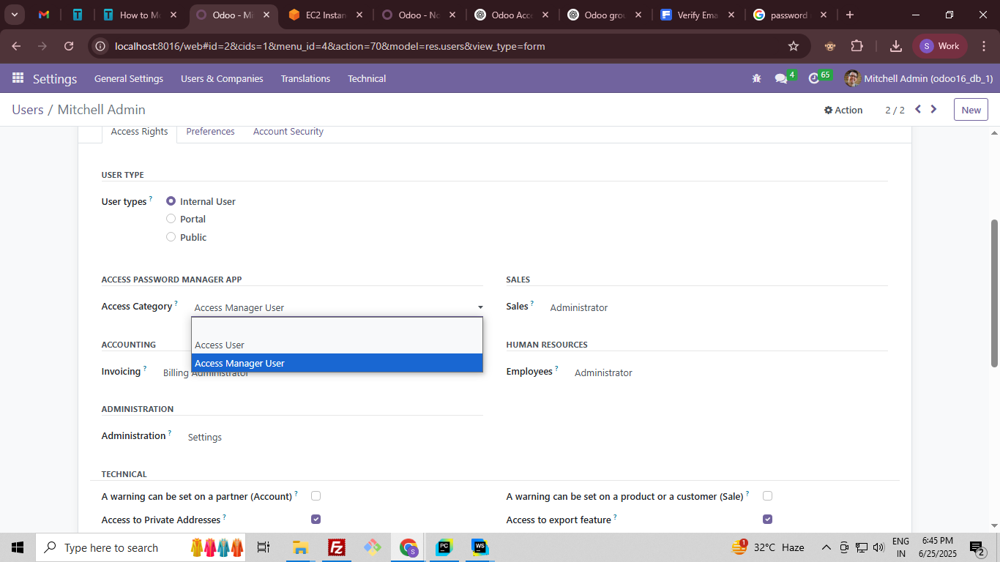 How to Mo
Odoo - Mi
EC2 Instan
Odoo - No
Odoo Acce
Odoo grou
Verify Ema
password
localhost:8016/web#id=2&cids=1&menu_id=4&action=70&model=res.users&view_type=form
S Work
Settings General Settings Users & Companies Translations Technical 4 65 Mitchell Admin (odoo16_db_1)
Users / Mitchell Admin Action 2 / 2 New
Access Rights Preferences Account Security
USER TYPE
User types ? Internal User
Portal
Public
ACCESS PASSWORD MANAGER APP
Access Category ? Access Manager User
Access User
Access Manager User
SALES
Sales ? Administrator
ACCOUNTING
Invoicing ? Billing Administrator
HUMAN RESOURCES
Employees ? Administrator
ADMINISTRATION
Administration ? Settings
TECHNICAL
A warning can be set on a partner (Account) ?
A warning can be set on a product or a customer (Sale) ?
Access to Private Addresses ?
Access to export feature ?
Type here to search
PC
WS
S
1
32°C Haze
ENG
IN
6:45 PM
6/25/2025
2